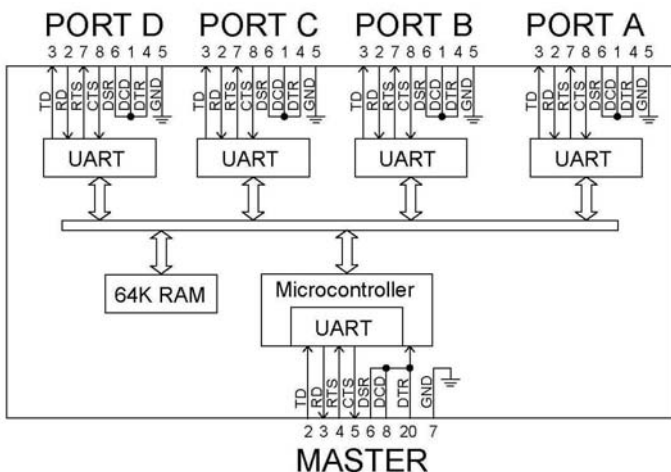 PORT D PORT C PORT B PORT A
3 2 7 8 6 1 4 5 3 2 7 8 6 1 4 5 3 2 7 8 6 1 4 5 3 2 7 8 6 1 4 5
TD RD RTS CTS DSR DCD DTR GND TD RD RTS CTS DSR DCD DTR GND TD RD RTS CTS DSR DCD DTR GND TD RD RTS CTS DSR DCD DTR GND
UART UART UART UART
64K RAM
Microcontroller
UART
TD RD RTS CTS DSR DCD DTR GND
2 3 4 5 6 8 20 7
MASTER